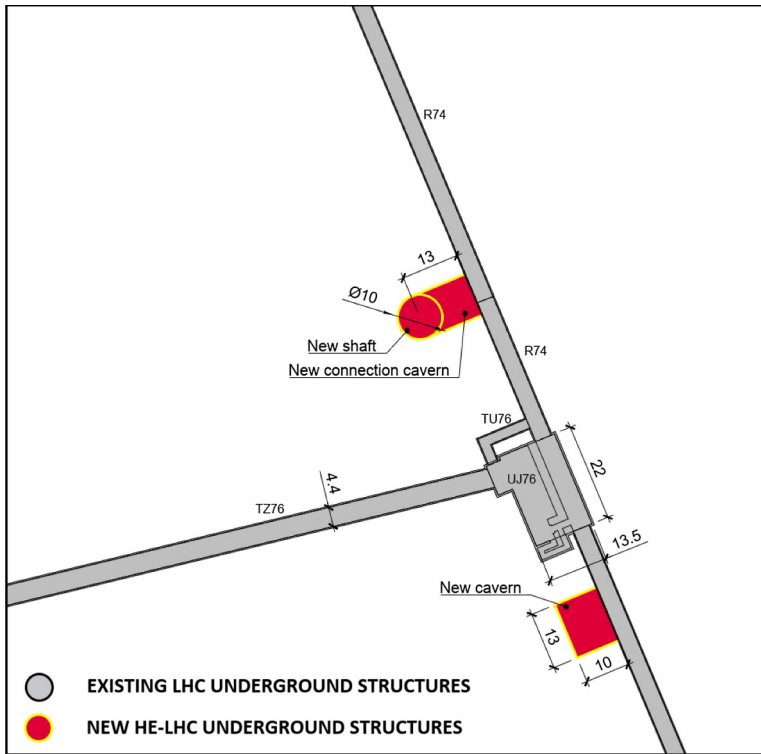 R74
13
Ø10
New shaft
New connection cavern
R74
TU76
UJ76
22
4.4
TZ76
13.5
New cavern
13
10
EXISTING LHC UNDERGROUND STRUCTURES
NEW HE-LHC UNDERGROUND STRUCTURES